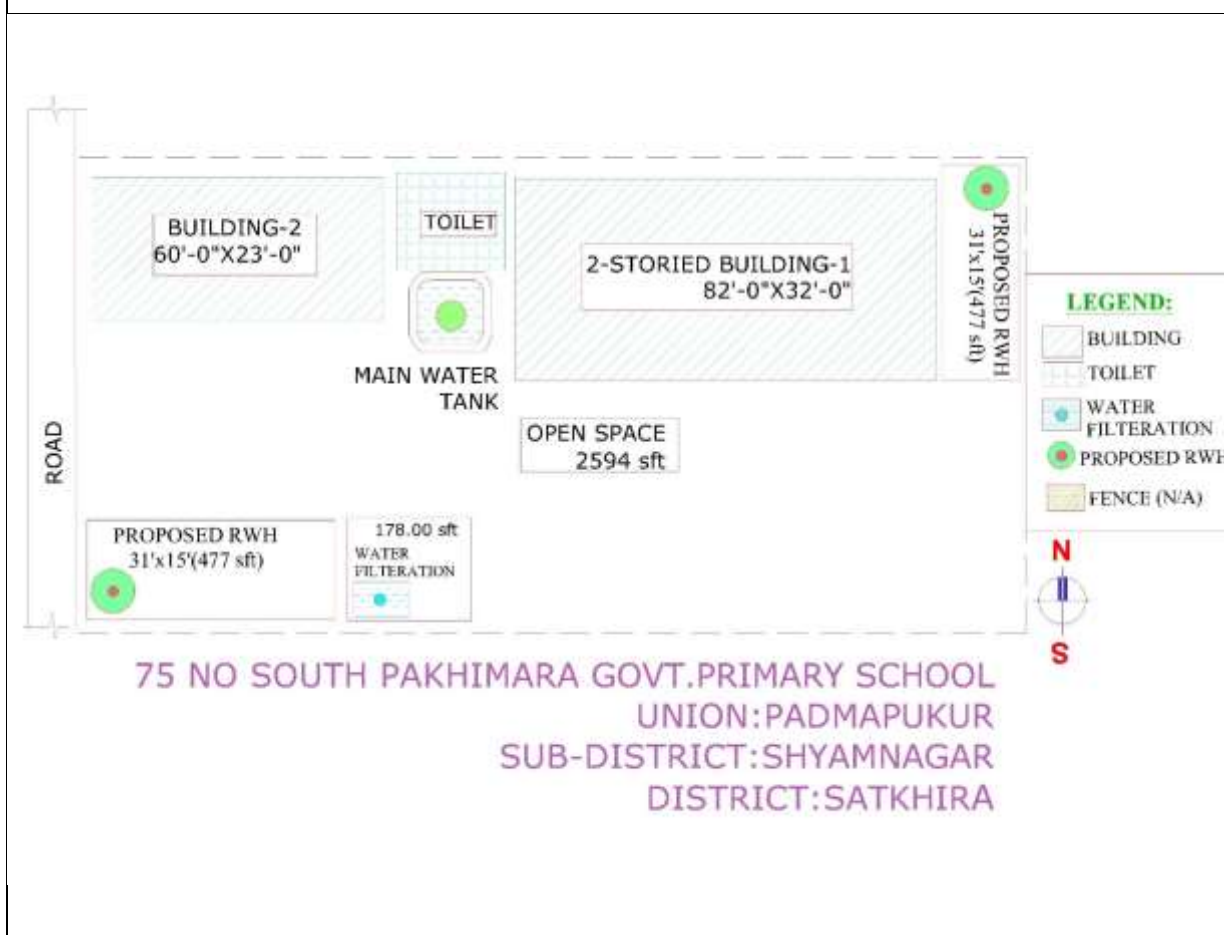 BUILDING-2
60'-0"X23'-0"
TOILET
2-STORIED BUILDING-1
82'-0"X32'-0"
PROPOSED RWH
31'x15'(477 sft)
MAIN WATER
TANK
OPEN SPACE
2594 sft
ROAD
PROPOSED RWH
31'x15'(477 sft)
178.00 sft
WATER
FILTERATION
LEGEND:
BUILDING
TOILET
WATER
FILTERATION
PROPOSED RWH
FENCE (N/A)
N
S
75 NO SOUTH PAKHIMARA GOVT.PRIMARY SCHOOL
UNION:PADMAPUKUR
SUB-DISTRICT:SHYAMNAGAR
DISTRICT:SATKHIRA